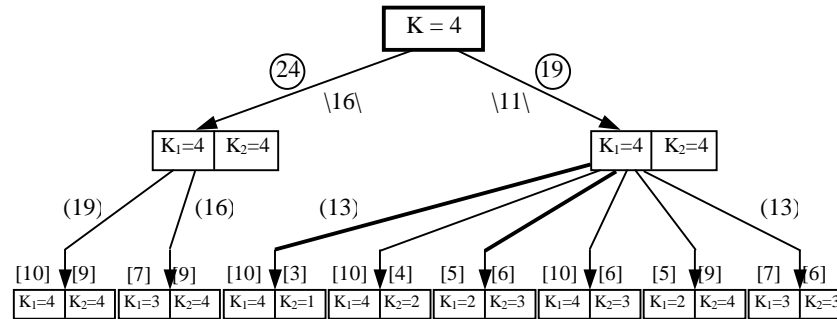 K = 4
24 19
\16\ \11\
K₁=4 K₂=4 K₁=4 K₂=4
(19) (16) (13) (13)
[10] [9] [7] [9] [10] [3] [10] [4] [5] [6] [10] [6] [5] [9] [7] [6]
K₁=4 K₂=4 K₁=3 K₂=4 K₁=4 K₂=1 K₁=4 K₂=2 K₁=2 K₂=3 K₁=4 K₂=3 K₁=2 K₂=4 K₁=3 K₂=3